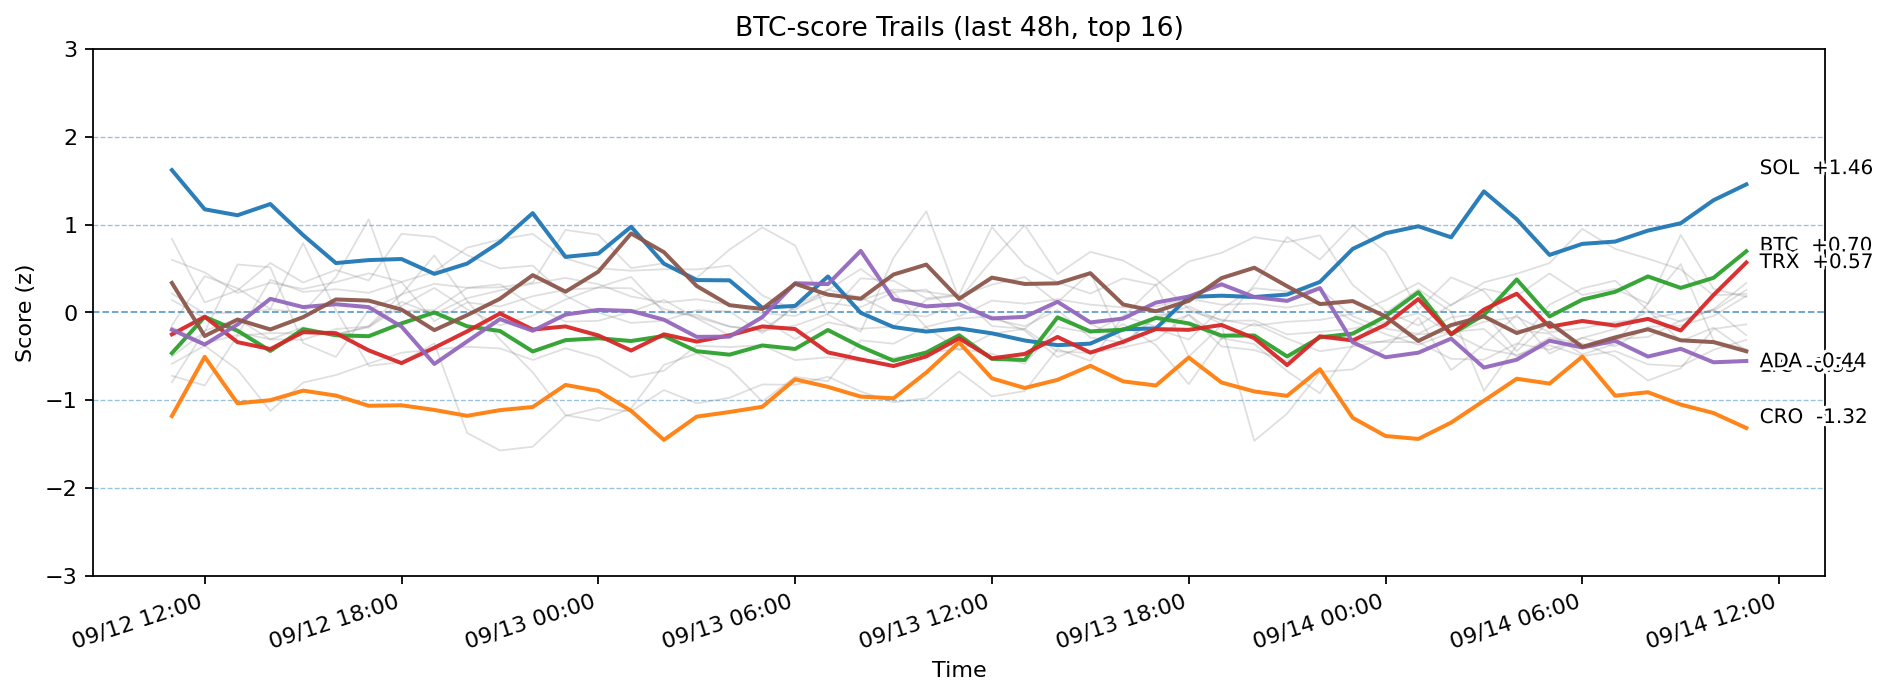 BTC-score Trails (last 48h, top 16)
3
2
1
0
−1
−2
−3
Score (z)
SOL +1.46
BTC +0.70
TRX +0.57
ADA -0.44
CRO -1.32
09/12 12:00
09/12 18:00
09/13 00:00
09/13 06:00
09/13 12:00
09/13 18:00
09/14 00:00
09/14 06:00
09/14 12:00
Time